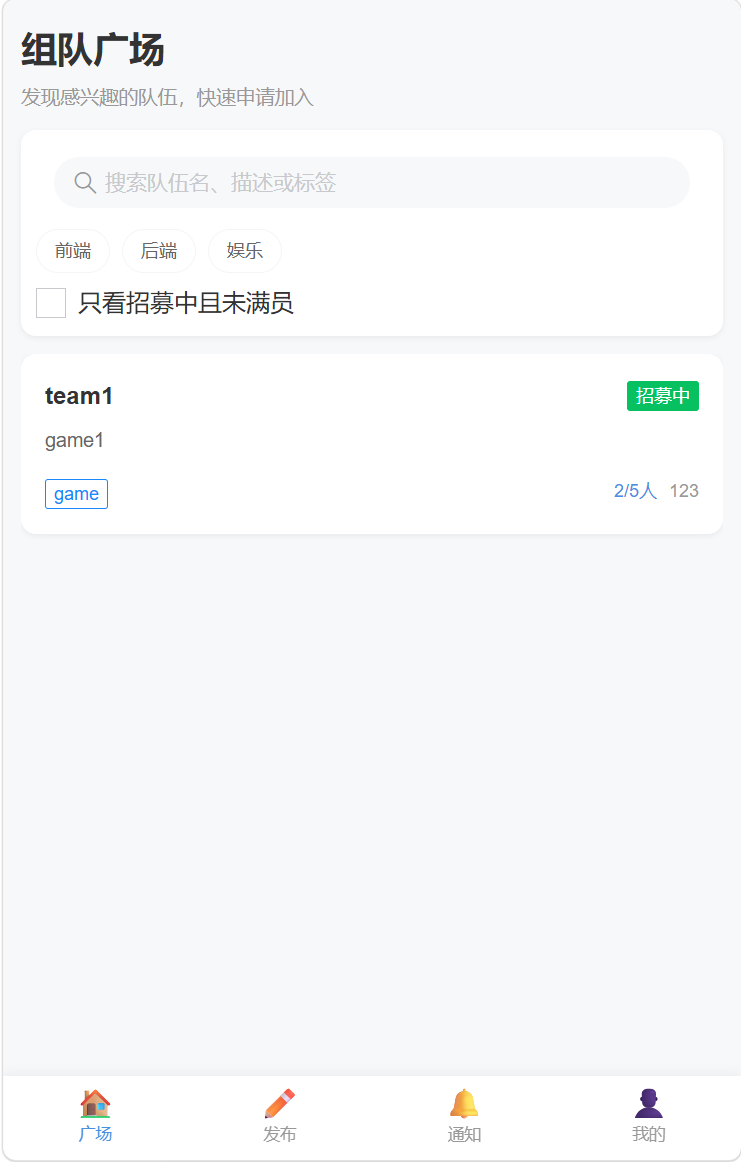 组队广场
发现感兴趣的队伍，快速申请加入
搜索队伍名、描述或标签
前端 后端 娱乐
只看招募中且未满员
team1 招募中
game1
game 2/5人 123
广场 发布 通知 我的